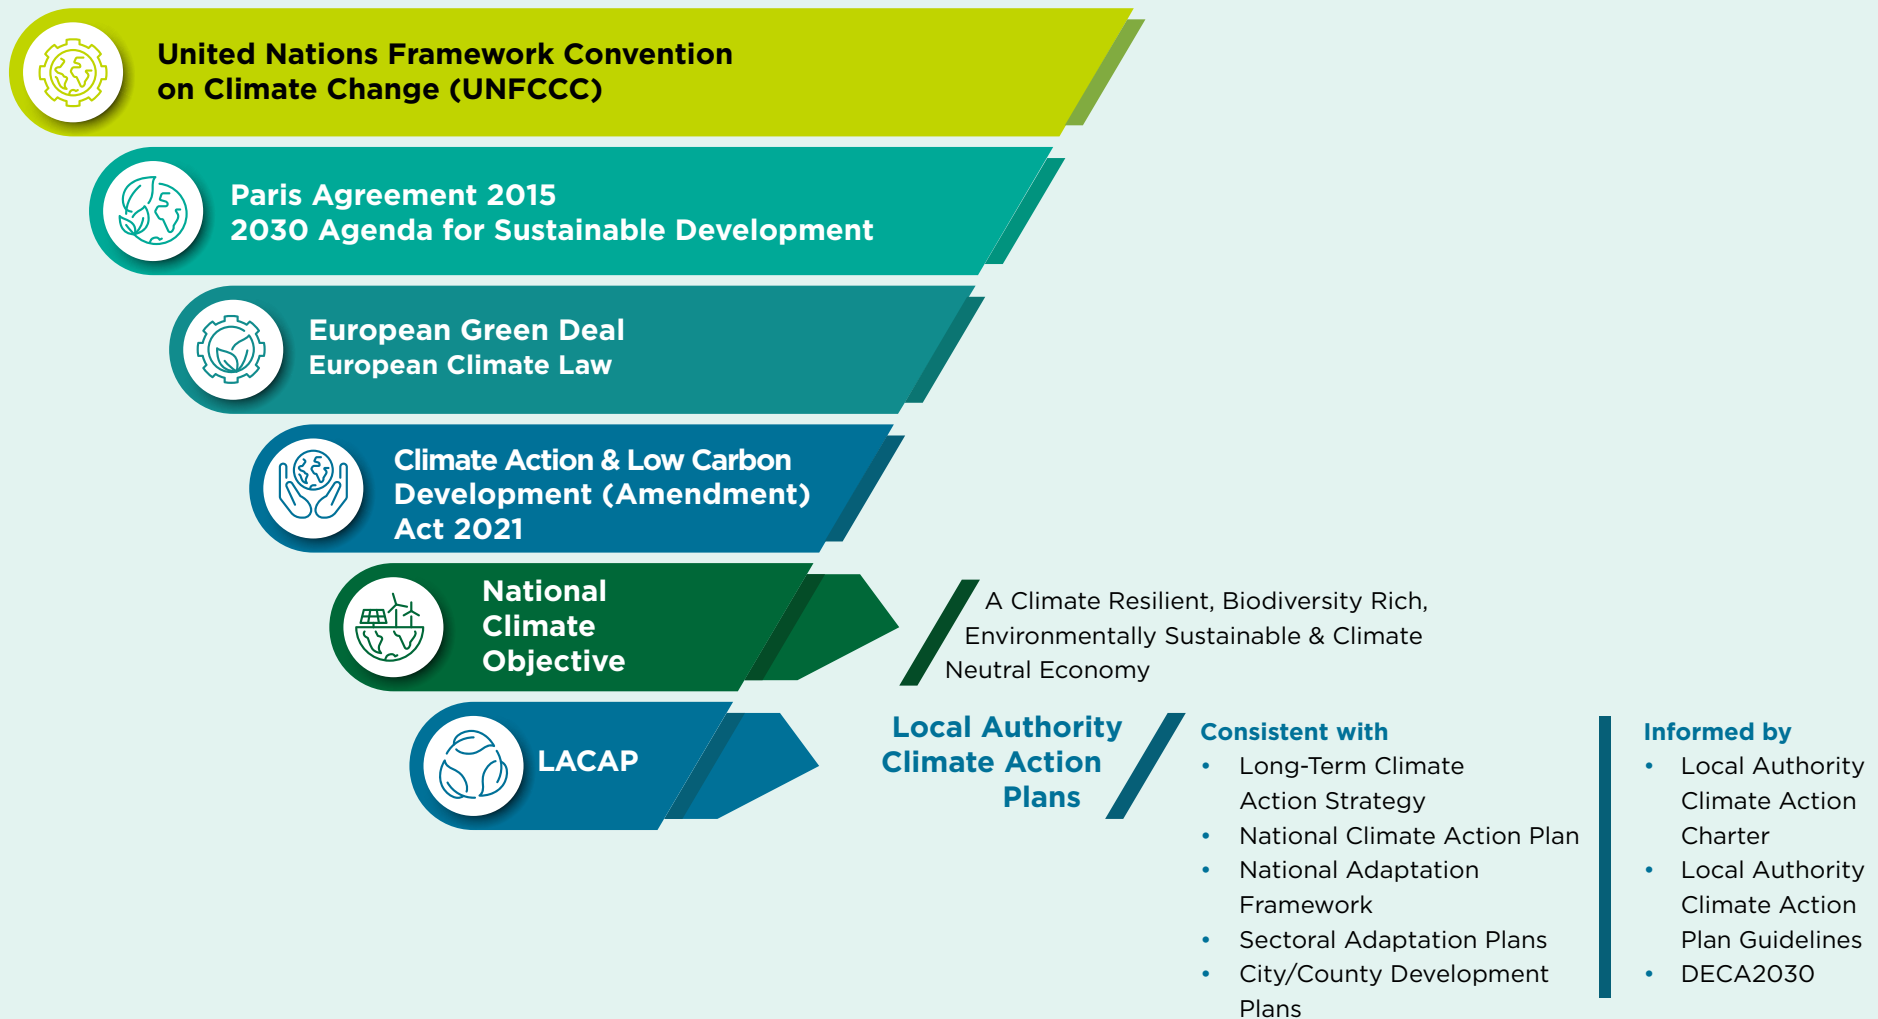 United Nations Framework Convention
on Climate Change (UNFCCC)
Paris Agreement 2015
2030 Agenda for Sustainable Development
European Green Deal
European Climate Law
Climate Action & Low Carbon
Development (Amendment)
Act 2021
National
Climate
Objective
A Climate Resilient, Biodiversity Rich,
Environmentally Sustainable & Climate
Neutral Economy
LACAP
Local Authority
Climate Action
Plans
Consistent with
• Long-Term Climate
Action Strategy
• National Climate Action Plan
• National Adaptation
Framework
• Sectoral Adaptation Plans
• City/County Development
Plans
Informed by
• Local Authority
Climate Action
Charter
• Local Authority
Climate Action
Plan Guidelines
• DECA2030